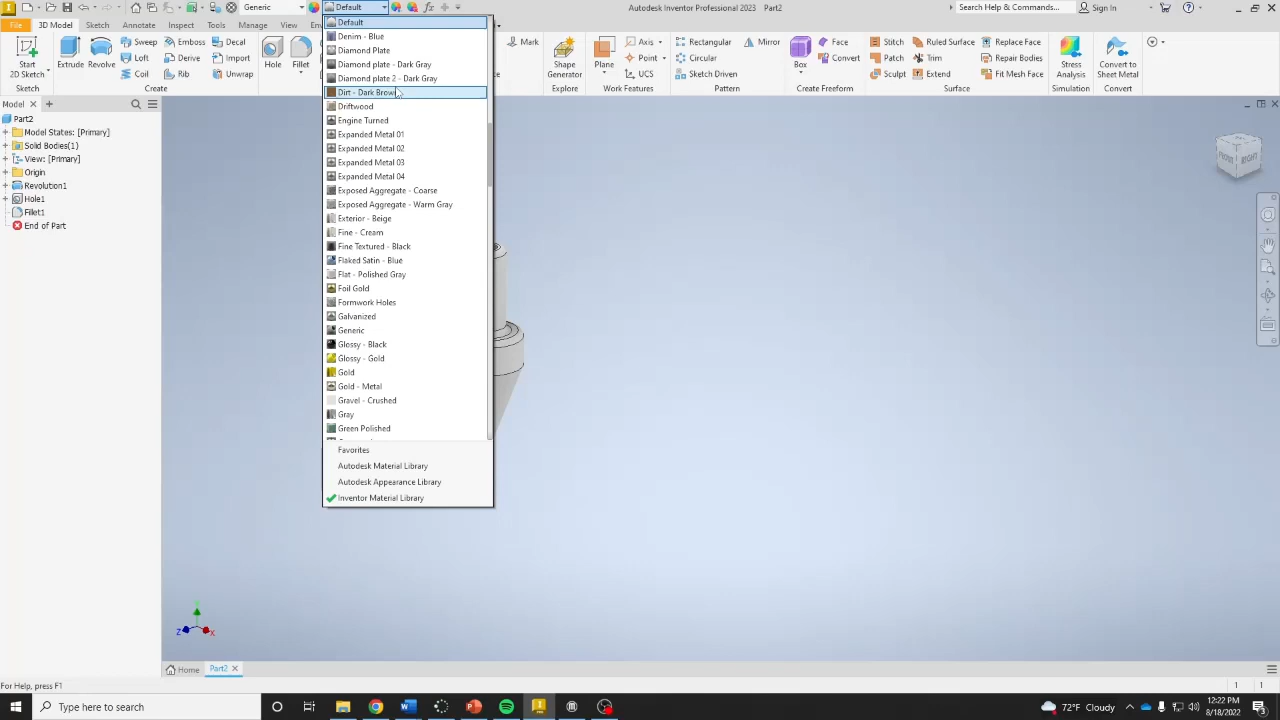 Generic
Default
Autodesk Inventor Professional 2023 Part2
Search Help & Commands...
Sign In
File
3D Model
Sketch
Annotate
Inspect
Tools
Manage
View
Start
2D Sketch
Extrude
Revolve
Sweep
Loft
Coil
Emboss
Derive
Rib
Decal
Import
Unwrap
Create
Hole
Fillet
Mark
Shape
Generator
Explore
Plane
Axis
Point
UCS
Work Features
Rectangular
Circular
Sketch Driven
Mirror
Pattern
Box
Face
Convert
Create Freeform
Stitch
Patch
Sculpt
Ruled Surface
Trim
Extend
Replace Face
Repair Bodies
Fit Mesh Face
Surface
Stress
Analysis
Simulation
Convert to
Sheet Metal
Convert
Default
Denim - Blue
Diamond Plate
Diamond plate - Dark Gray
Diamond plate 2 - Dark Gray
Dirt - Dark Brown
Driftwood
Engine Turned
Expanded Metal 01
Expanded Metal 02
Expanded Metal 03
Expanded Metal 04
Exposed Aggregate - Coarse
Exposed Aggregate - Warm Gray
Exterior - Beige
Fine - Cream
Fine Textured - Black
Flaked Satin - Blue
Flat - Polished Gray
Foil Gold
Formwork Holes
Galvanized
Generic
Glossy - Black
Glossy - Gold
Gold
Gold - Metal
Gravel - Crushed
Gray
Green Polished
Favorites
Autodesk Material Library
Autodesk Appearance Library
Inventor Material Library
Model
Part2
Model States: [Primary]
Solid Bodies(1)
View: [Primary]
Origin
Revolution1
Hole1
Fillet1
End of Part
FRONT
RIGHT
Z
X
Home
Part2
For Help, press F1
1
1
Type here to search
72°F Cloudy
12:22 PM
8/18/2022